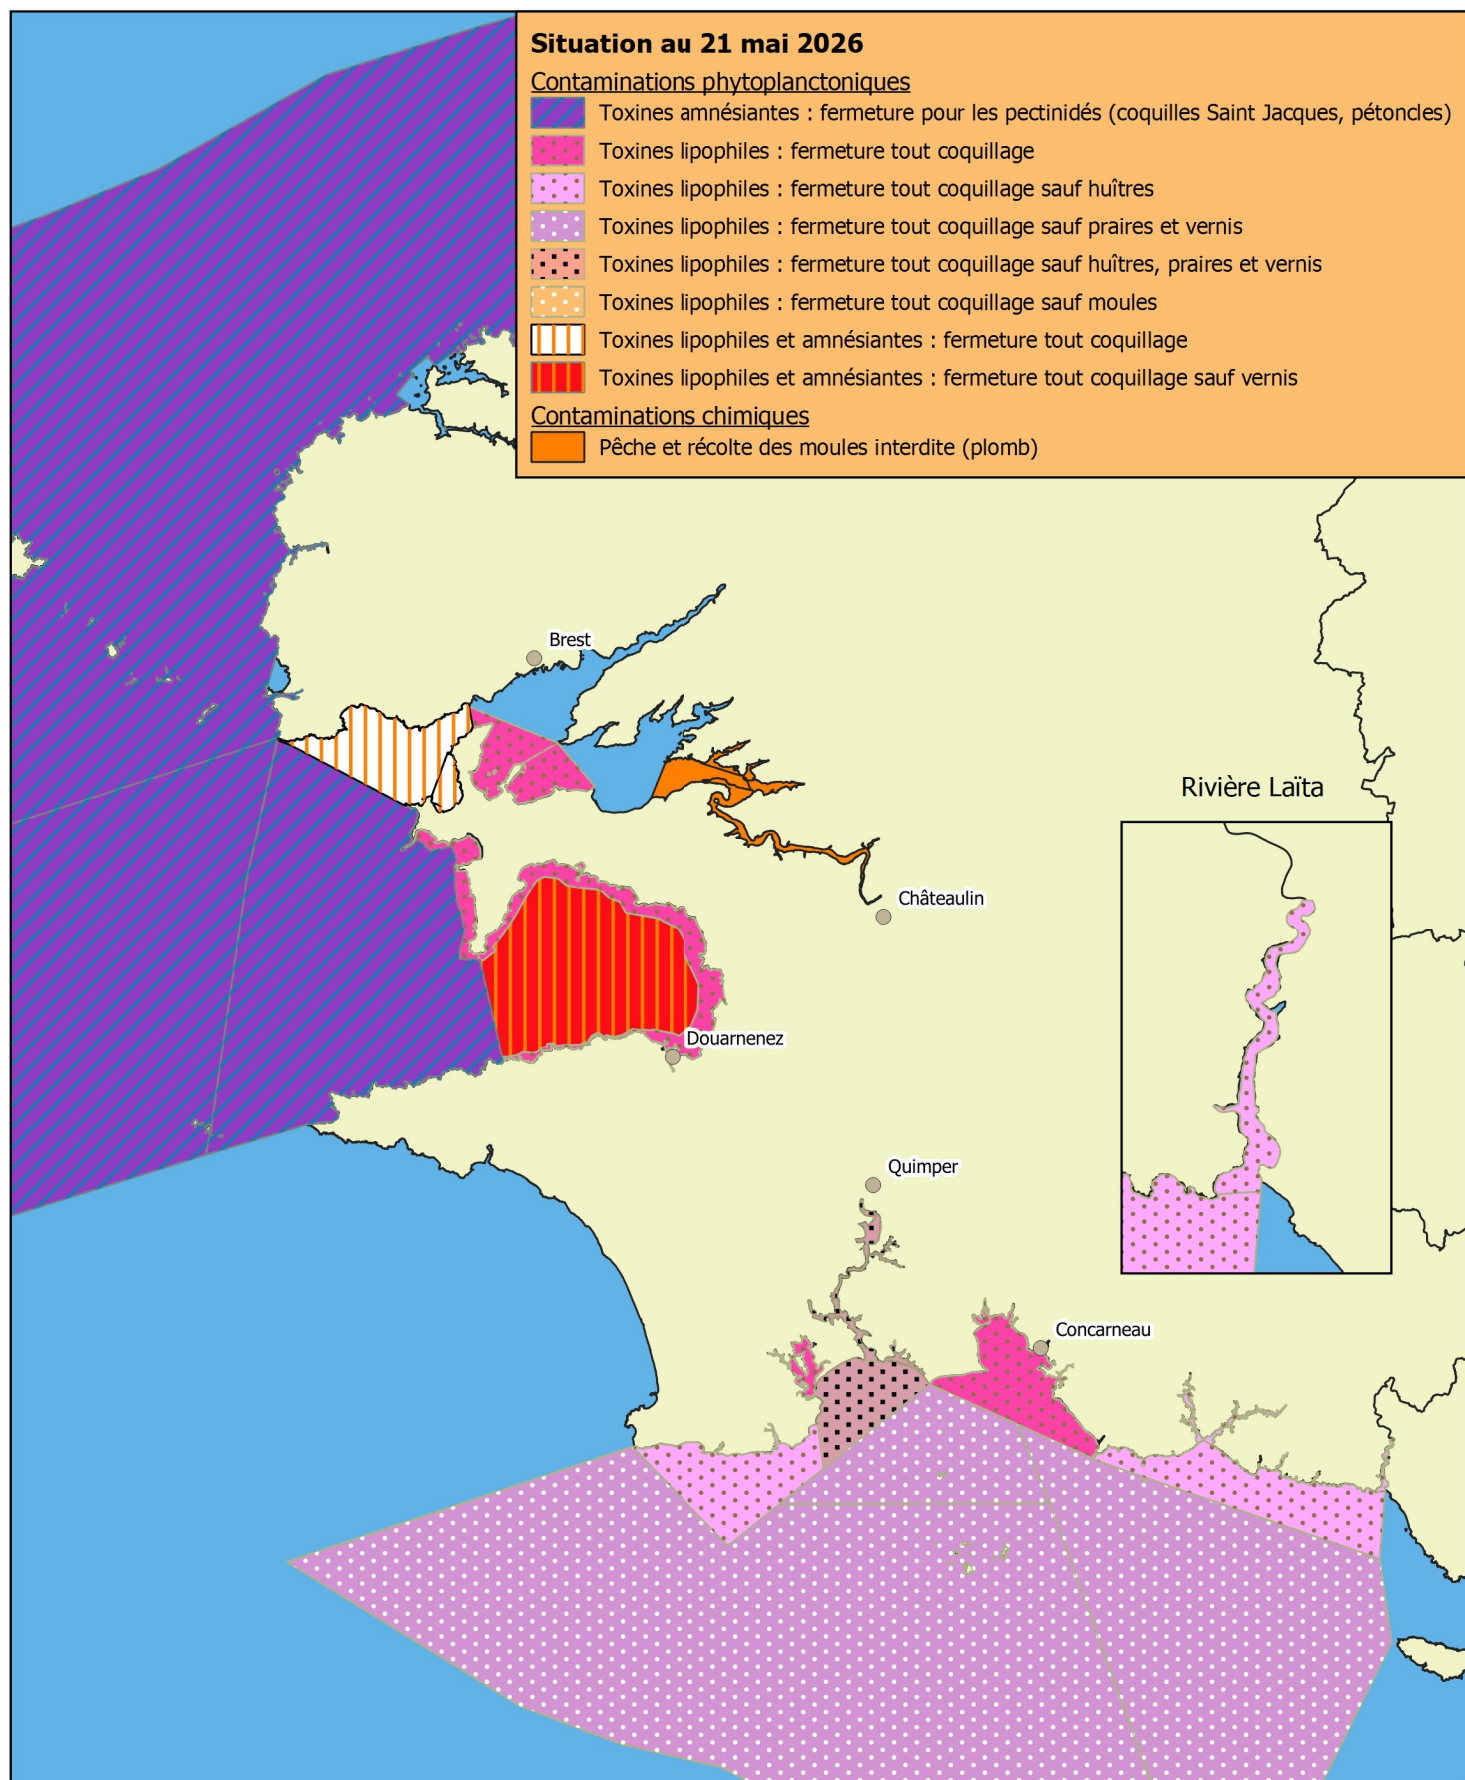 Situation au 21 mai 2026
Contaminations phytoplanctoniques
Toxines amnésiantes : fermeture pour les pectinidés (coquilles Saint Jacques, pétoncles)
Toxines lipophiles : fermeture tout coquillage
Toxines lipophiles : fermeture tout coquillage sauf huîtres
Toxines lipophiles : fermeture tout coquillage sauf praires et vernis
Toxines lipophiles : fermeture tout coquillage sauf huîtres, praires et vernis
Toxines lipophiles : fermeture tout coquillage sauf moules
Toxines lipophiles et amnésiantes : fermeture tout coquillage
Toxines lipophiles et amnésiantes : fermeture tout coquillage sauf vernis
Contaminations chimiques
Pêche et récolte des moules interdite (plomb)
Brest
Rivière Laïta
Châteaulin
Douarnenez
Quimper
Concarneau